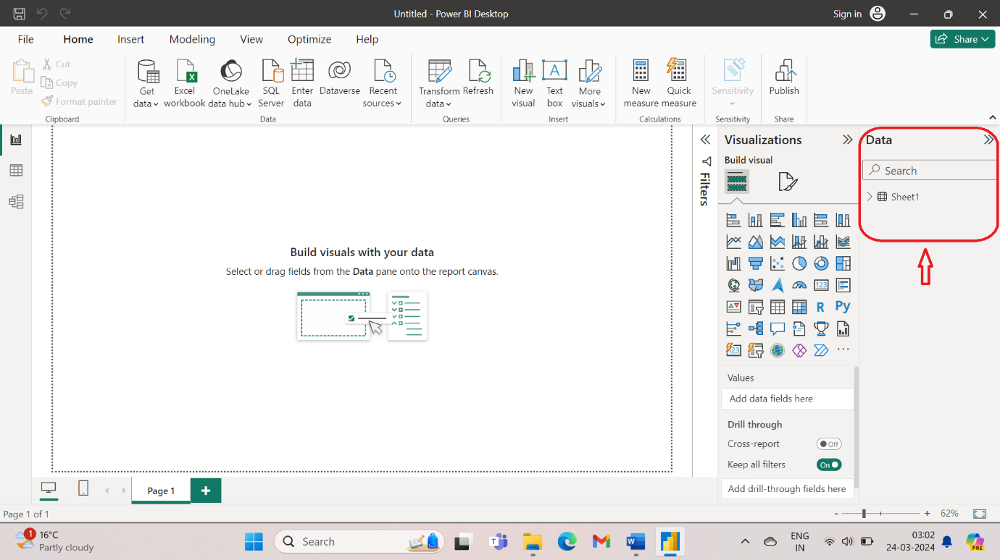 Untitled - Power BI Desktop
Sign in
File Home Insert Modeling View Optimize Help
Share
Paste
Cut
Copy
Format painter
Clipboard
Get data
Excel workbook
OneLake data hub
SQL Server
Enter data
Dataverse
Recent sources
Data
Transform data
Refresh
Queries
New visual
A
Text box
More visuals
Insert
New measure
Quick measure
Calculations
Sensitivity
Sensitivity
Publish
Share
Build visuals with your data
Select or drag fields from the Data pane onto the report canvas.
Filters
Visualizations
Build visual
123
R
Py
123
...
Values
Add data fields here
Drill through
Cross-report
Off
Keep all filters
On
Add drill-through fields here
Data
Search
Sheet1
Page 1
+
Page 1 of 1
- + 62%
1
16°C
Partly cloudy
Search
T
M
W
ENG
IN
03:02
24-03-2024
PRE